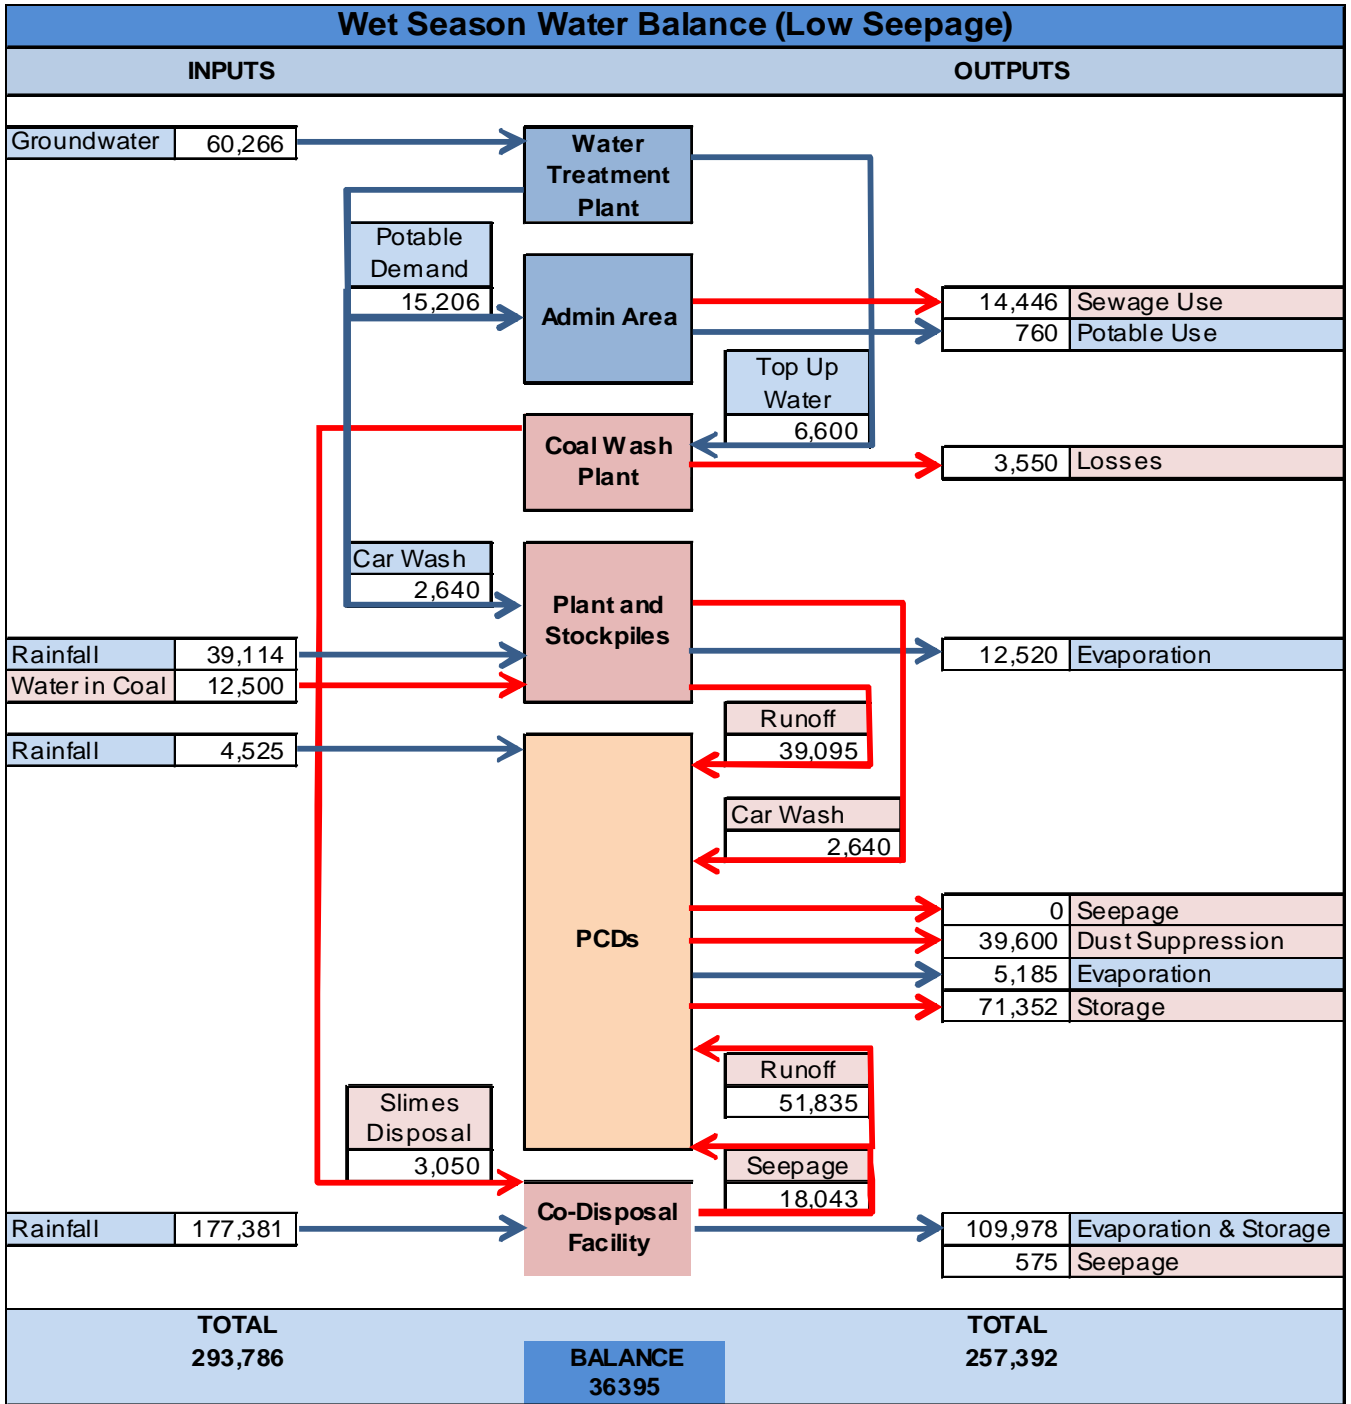 Wet Season Water Balance (Low Seepage)
INPUTS
OUTPUTS
Groundwater 60,266
Water
Treatment
Plant
Potable
Demand
15,206
Admin Area
14,446 Sewage Use
760 Potable Use
Top Up
Water
6,600
Coal Wash
Plant
3,550 Losses
Car Wash
2,640
Plant and
Stockpiles
Rainfall 39,114
Water in Coal 12,500
12,520 Evaporation
Runoff
39,095
Rainfall 4,525
Car Wash
2,640
PCDs
0 Seepage
39,600 Dust Suppression
5,185 Evaporation
71,352 Storage
Runoff
51,835
Slimes
Disposal
3,050
Seepage
18,043
Rainfall 177,381
Co-Disposal
Facility
109,978 Evaporation & Storage
575 Seepage
TOTAL
293,786
BALANCE
36395
TOTAL
257,392